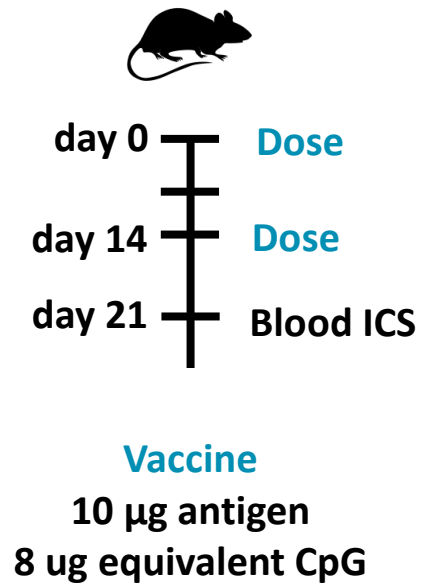 day 0 Dose
day 14 Dose
day 21 Blood ICS
Vaccine
10 µg antigen
8 ug equivalent CpG